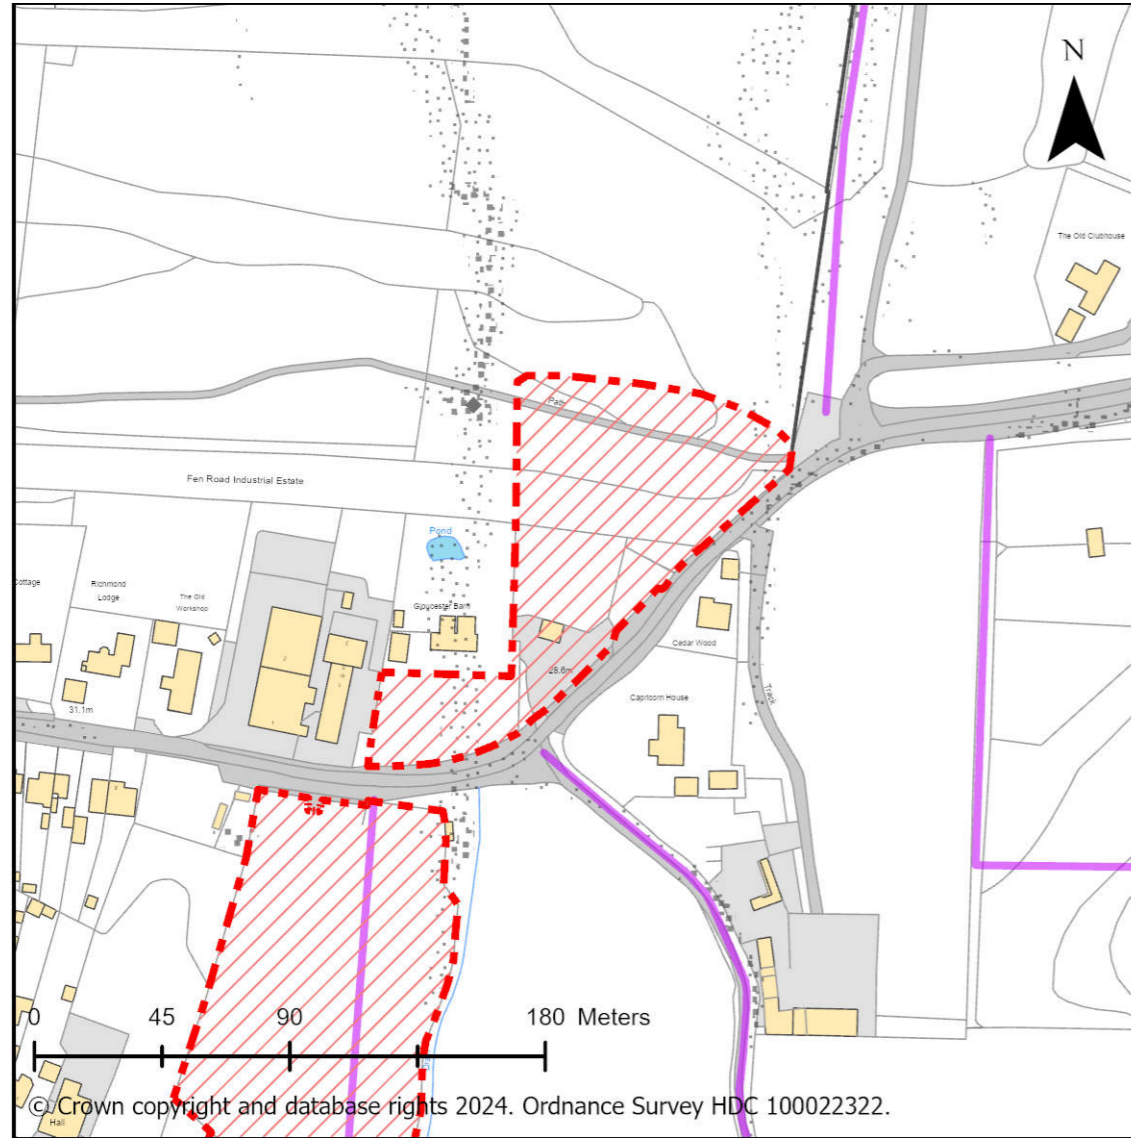 N
The Old Clubhouse
Path
Fen Road Industrial Estate
Pond
Cottage
Richmond
Lodge
The Old
Workshop
Gloucester Barn
2
1
28.6m
Cedar Wood
Capricorn House
Track
31.1m
0 45 90 180 Meters
© Crown copyright and database rights 2024. Ordnance Survey HDC 100022322.
Hall